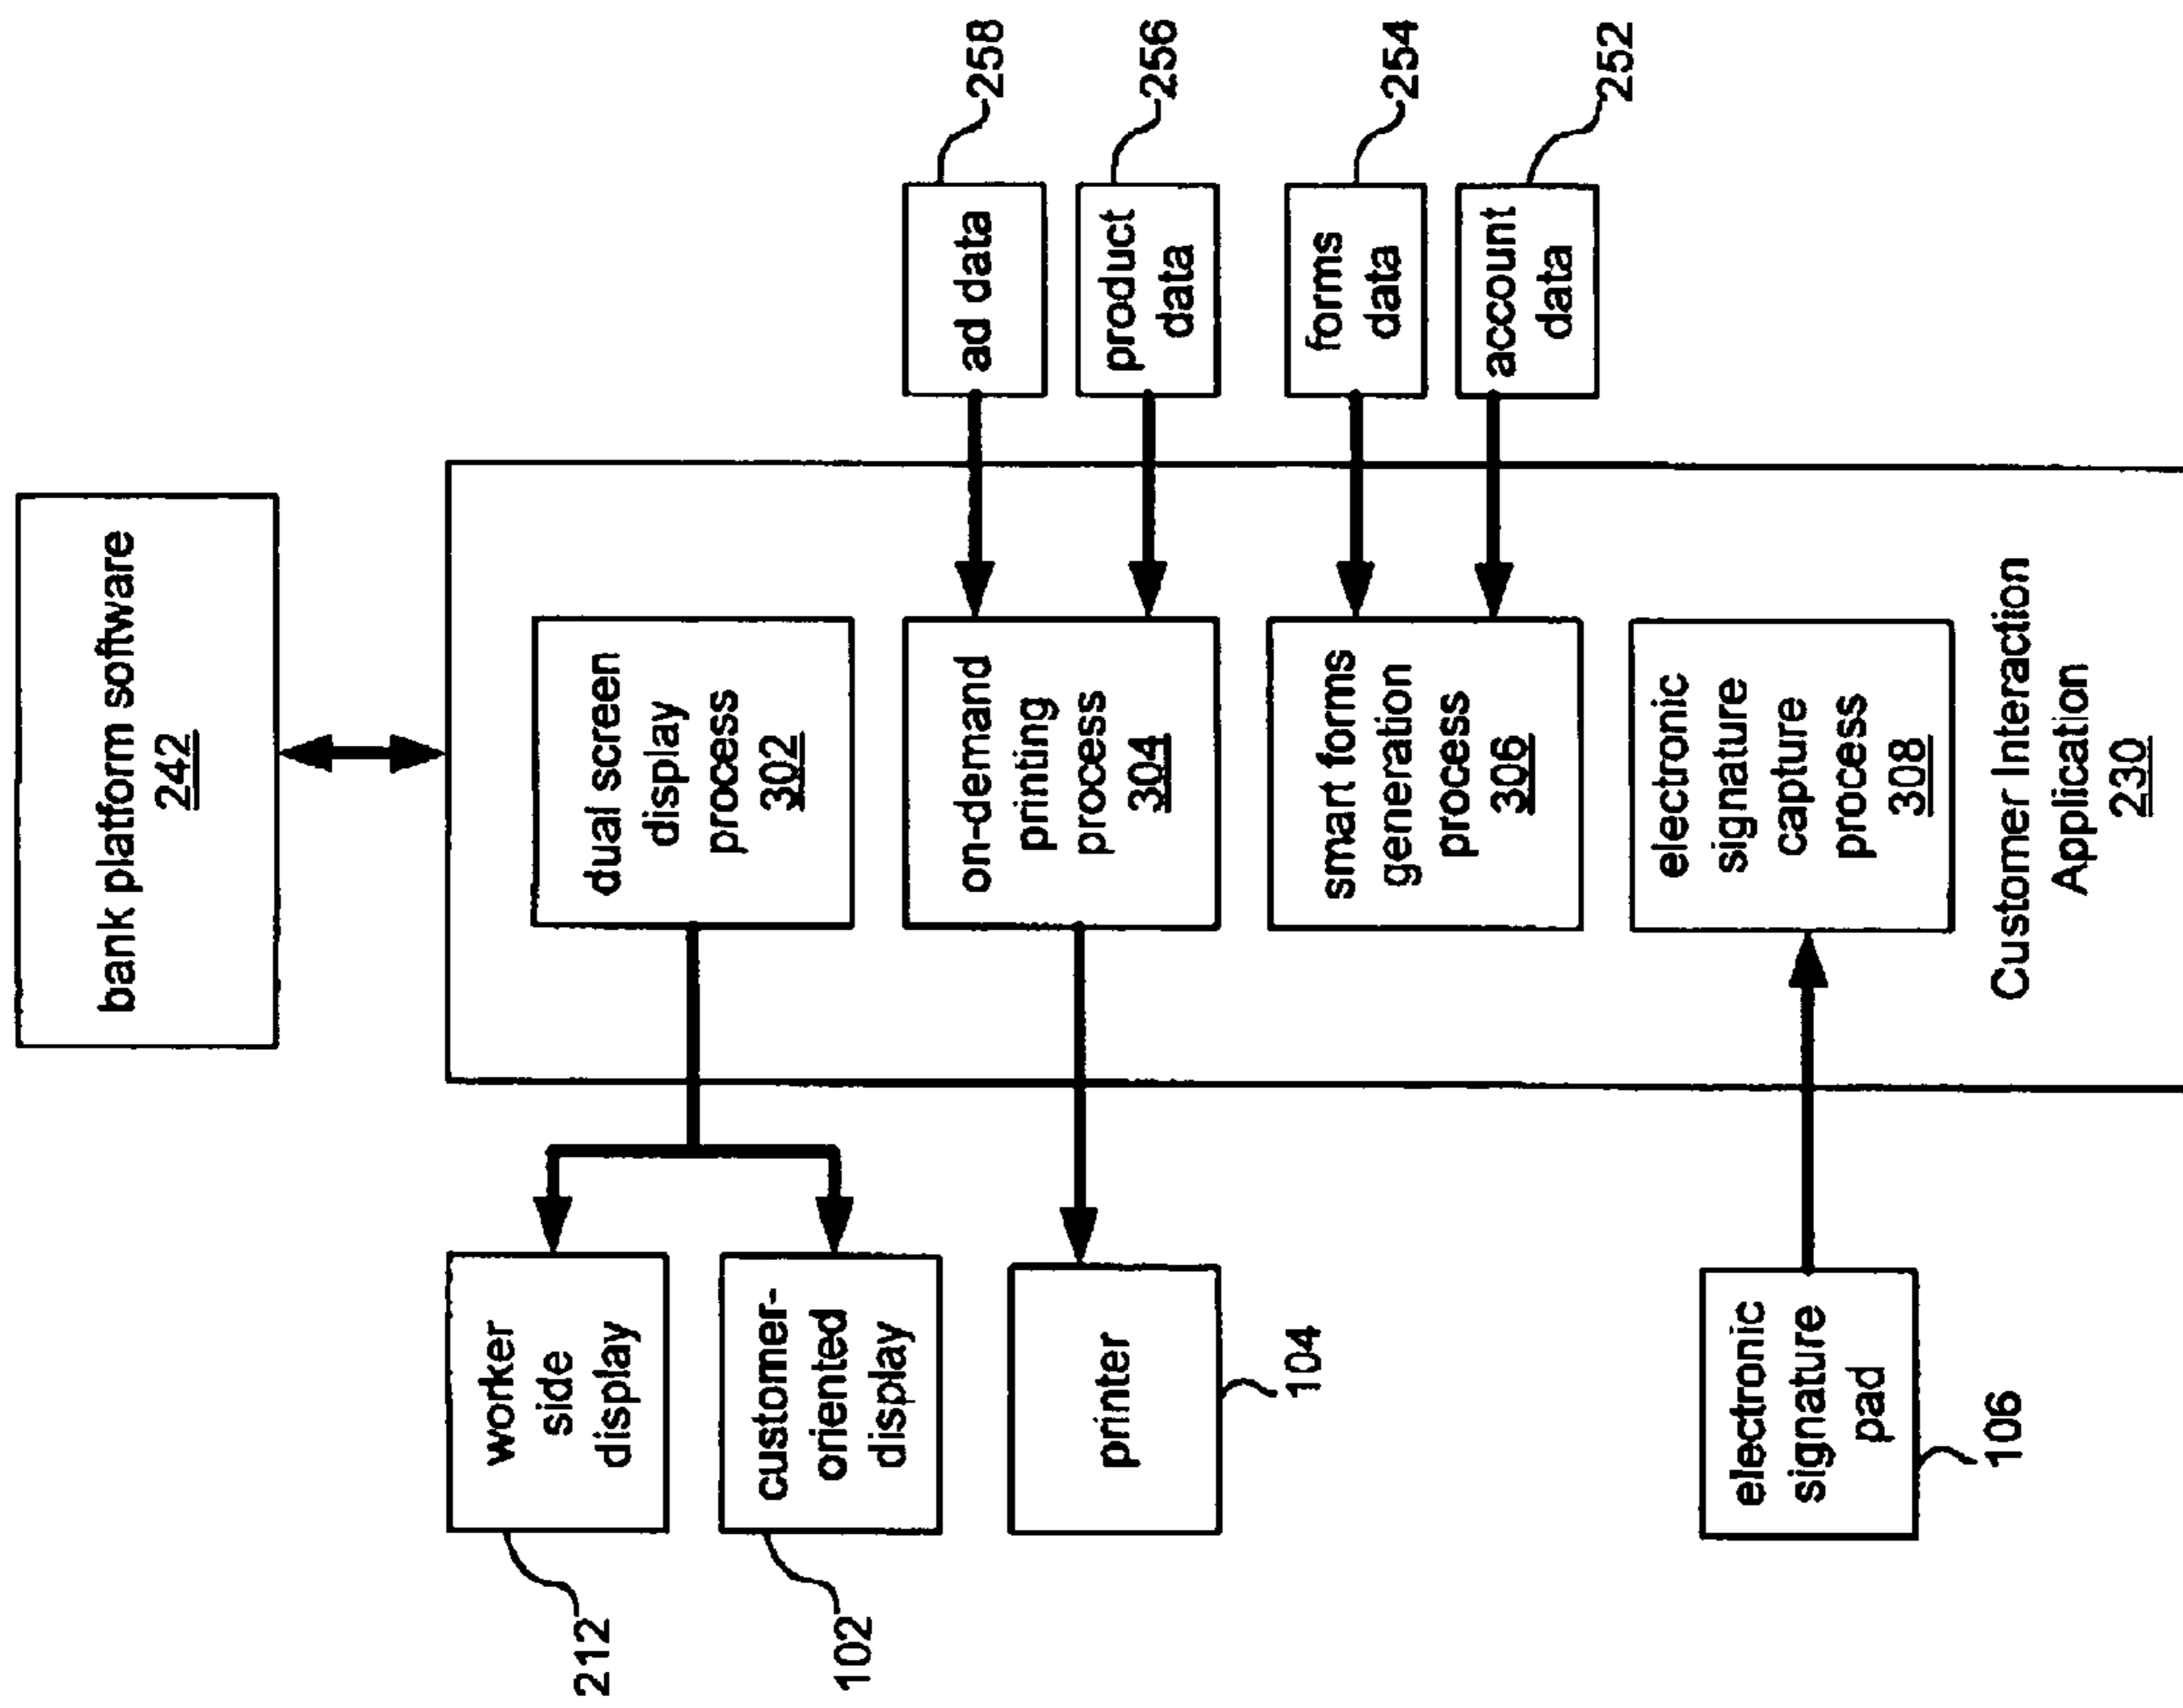 bank platform software
242
dual screen
display
process
302
on-demand
printing
process
304
smart forms
generation
process
306
electronic
signature
capture
process
308
Customer Interaction
Application
230
ad data
258
product
data
256
forms
data
254
account
data
252
worker
side
display
212
customer-
oriented
display
102
printer
104
electronic
signature
pad
106